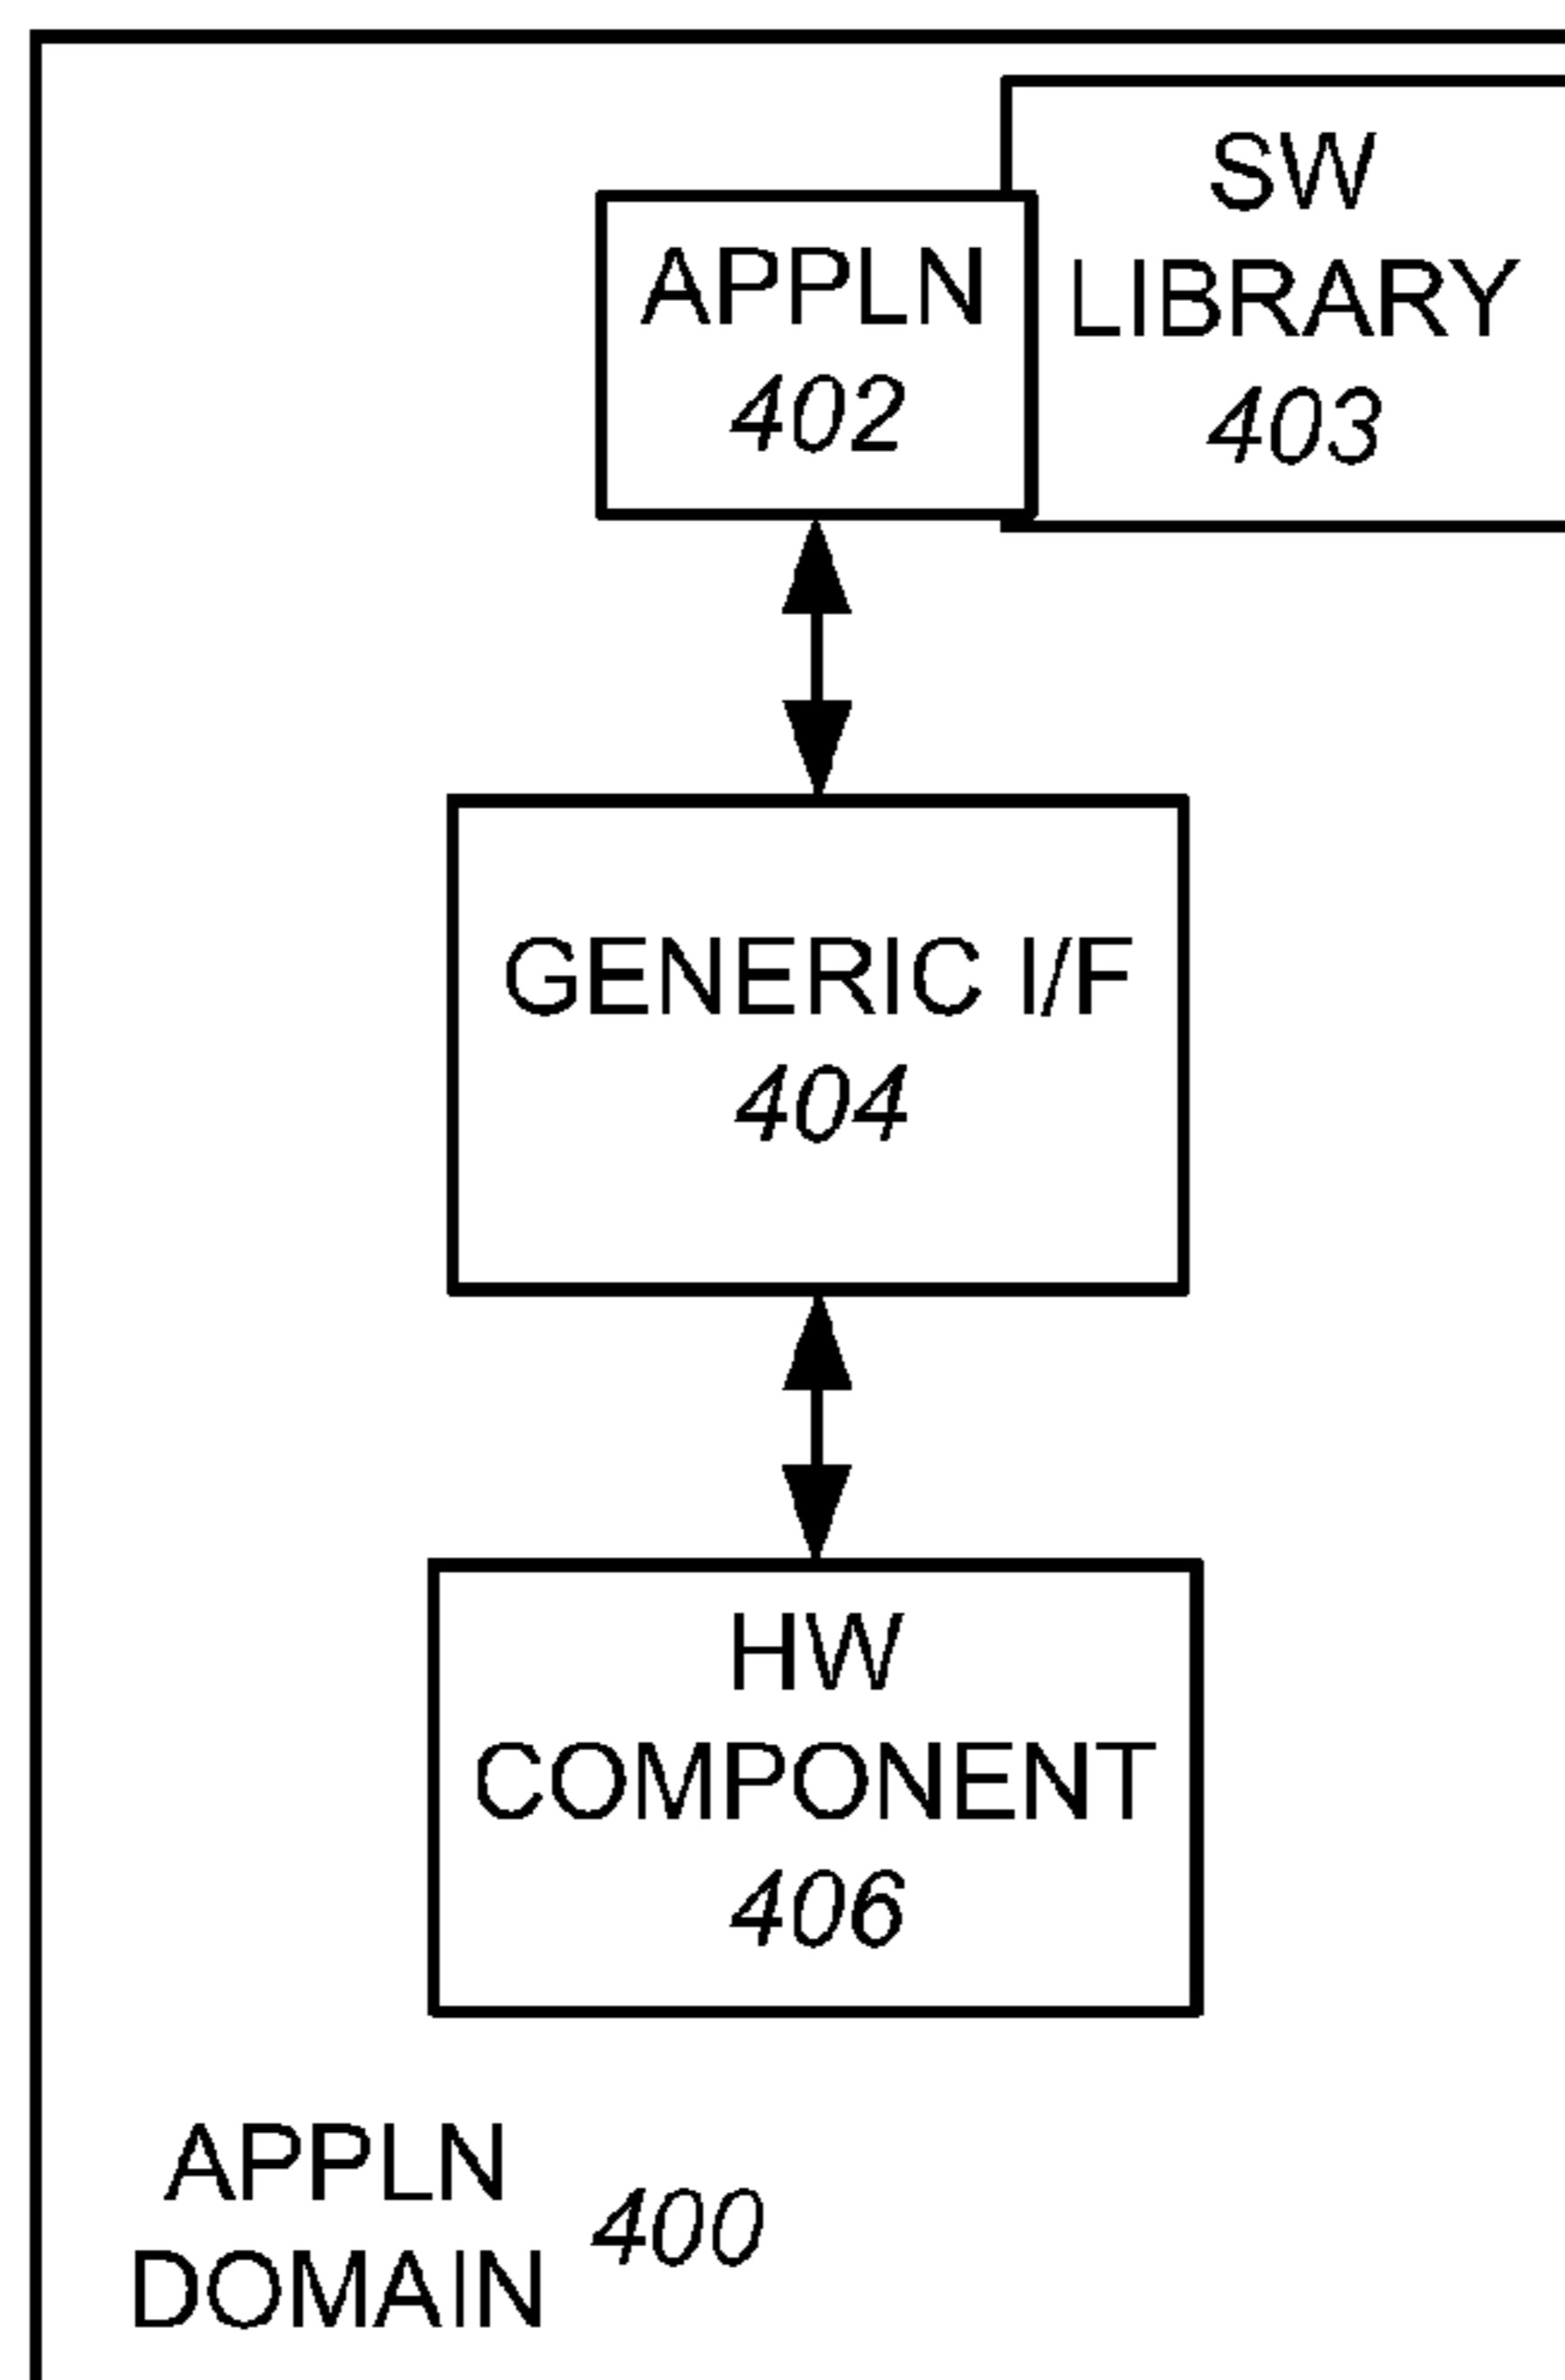 SW
LIBRARY
403
APPLN
402
GENERIC I/F
404
HW
COMPONENT
406
APPLN
DOMAIN
400